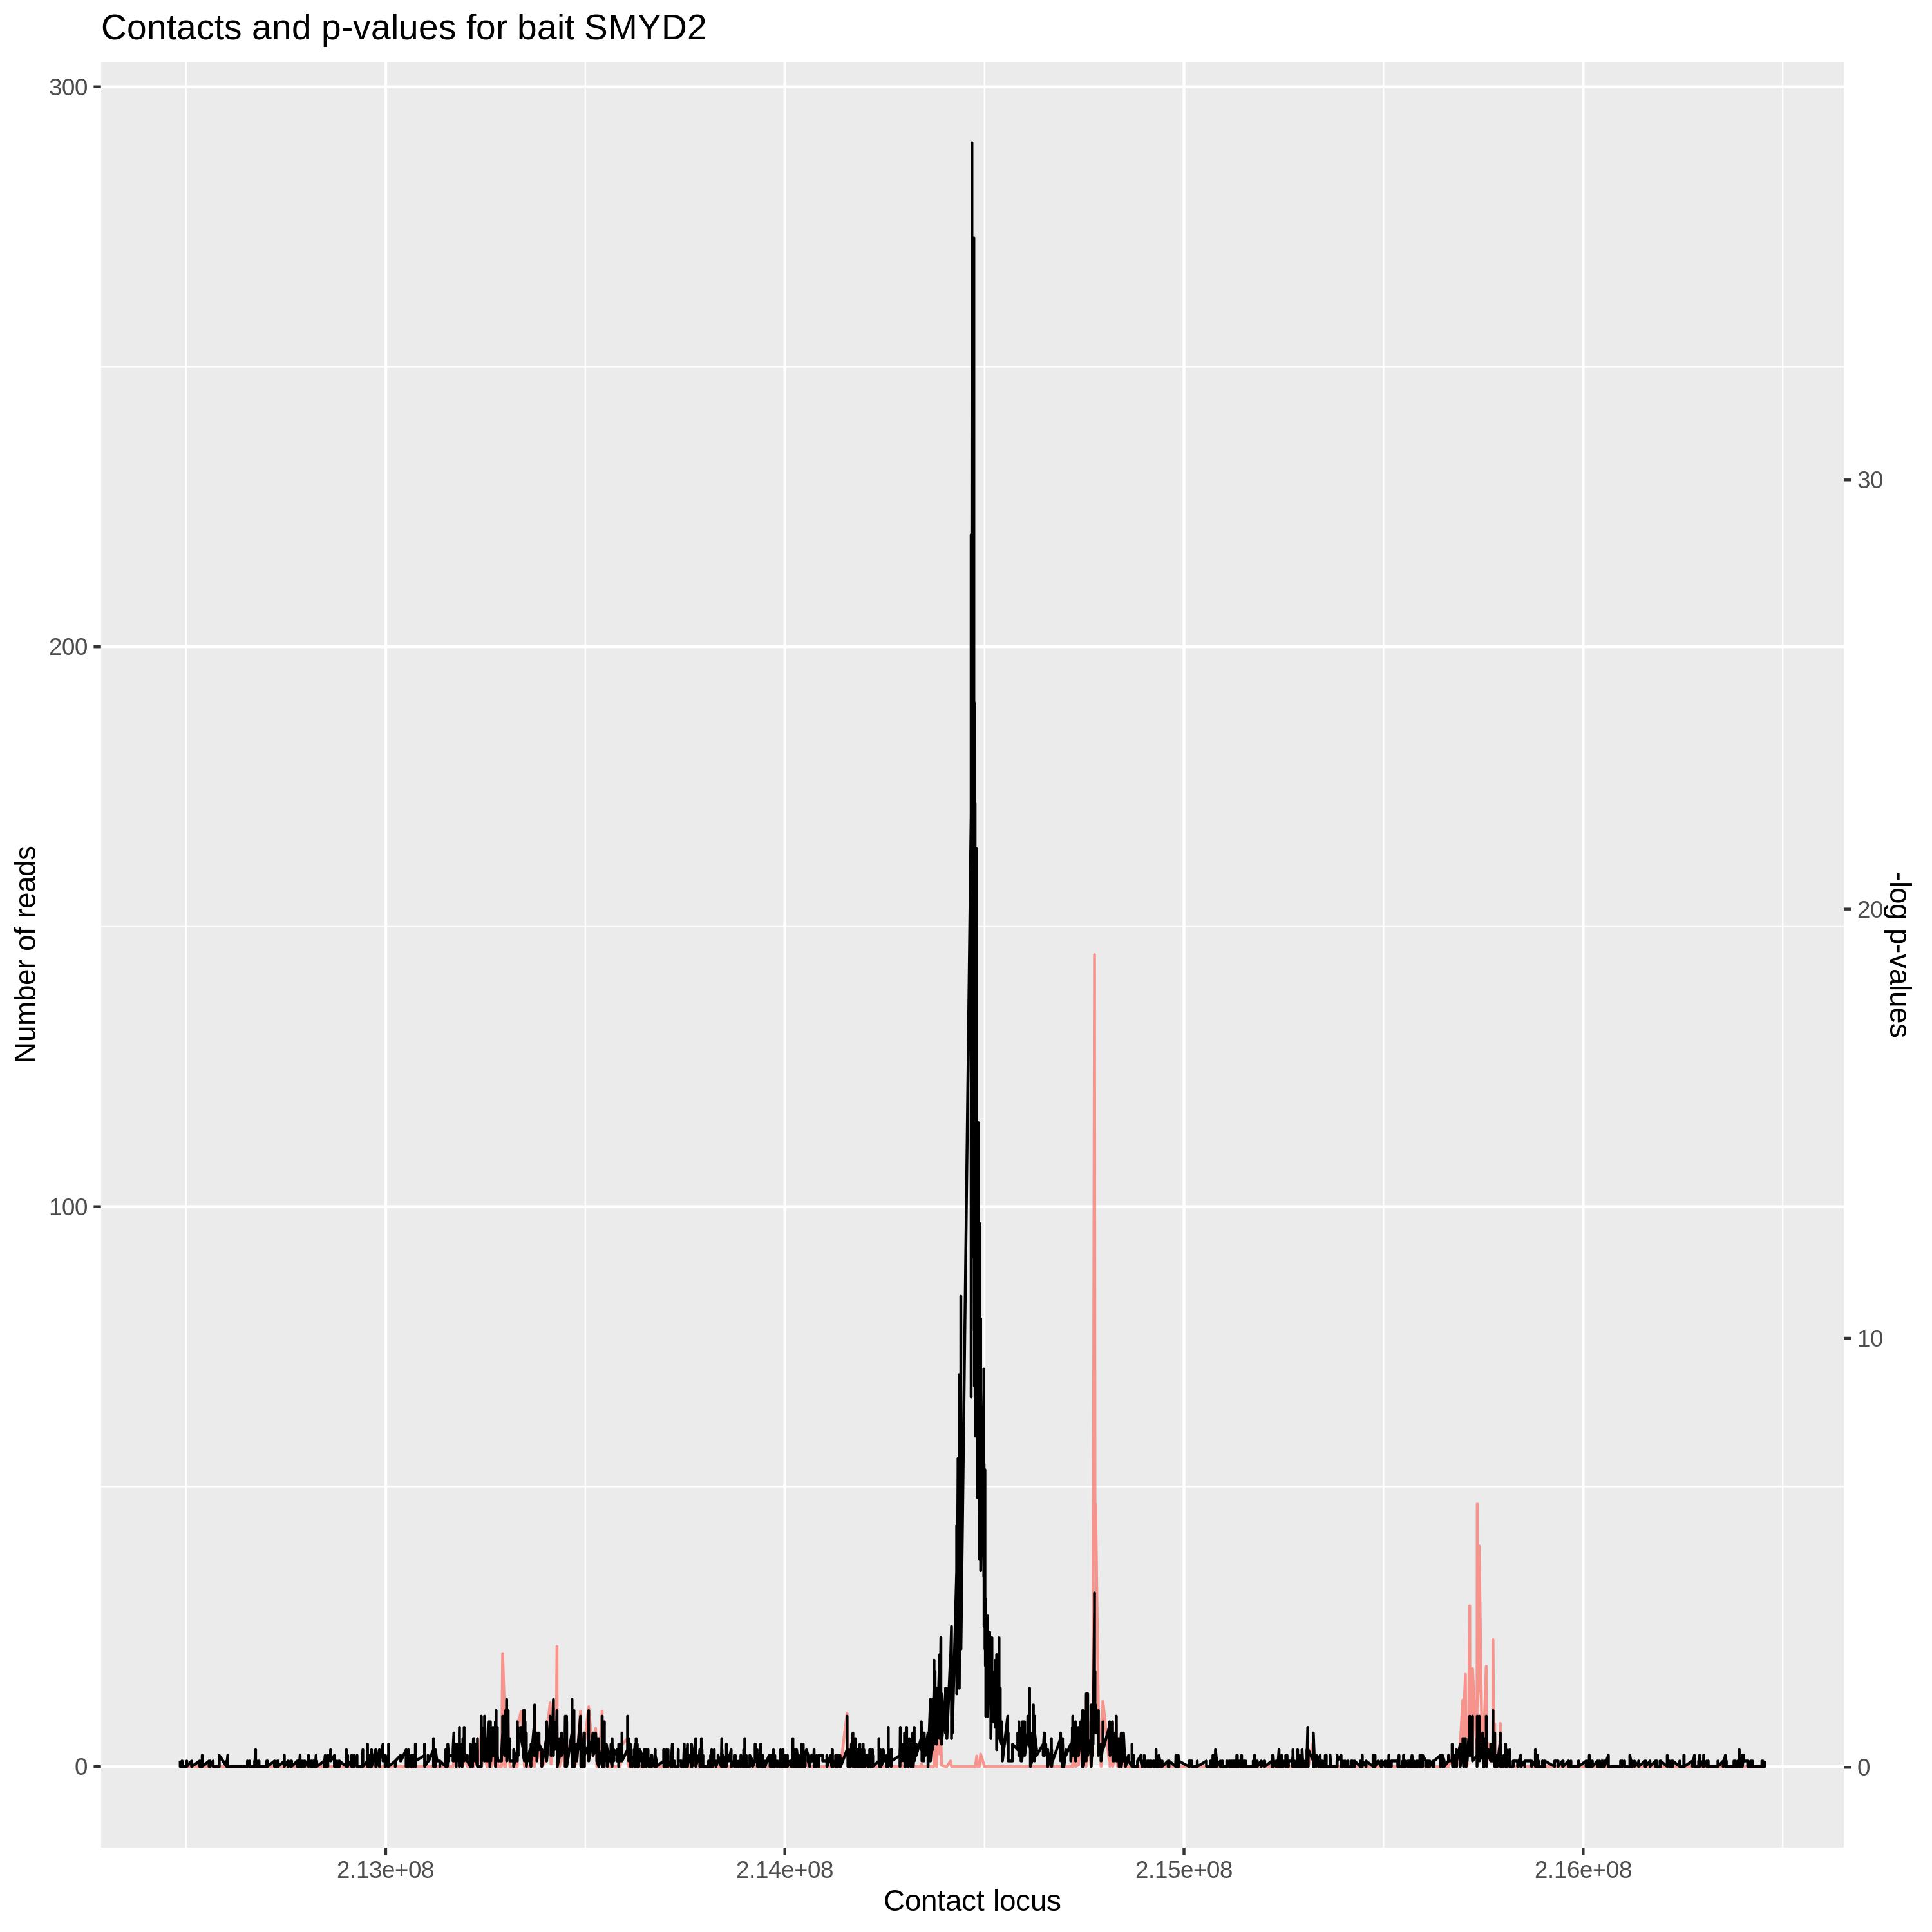 Contacts and p-values for bait SMYD2
300
200
100
0
Number of reads
30
20
10
0
-log p-values
2.13e+08
2.14e+08
2.15e+08
2.16e+08
Contact locus